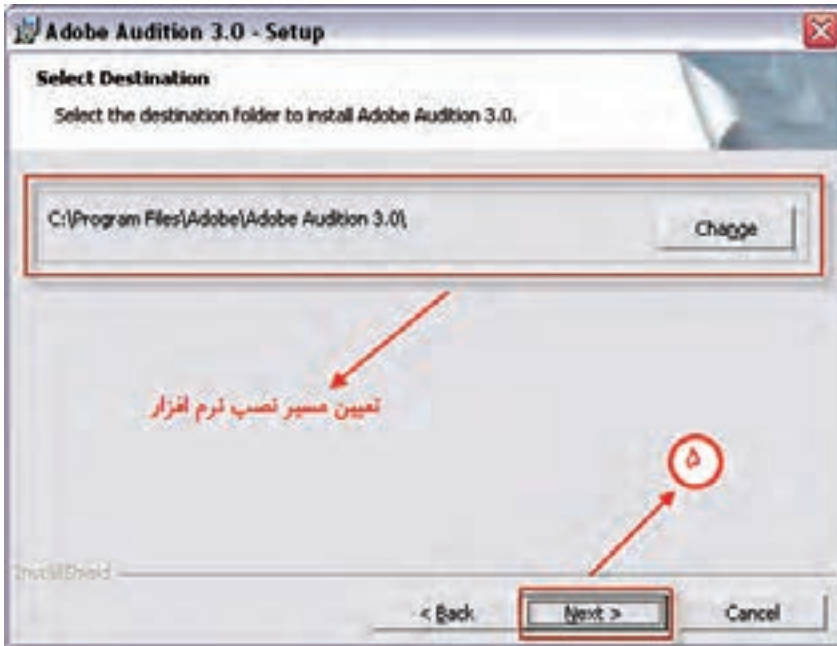 Adobe Audition 3.0 - Setup
Select Destination
Select the destination folder to install Adobe Audition 3.0.
C:\Program Files\Adobe\Adobe Audition 3.0\
Change
تعیین مسیر نصب نرم افزار
۵
InstallShield
< Back
Next >
Cancel